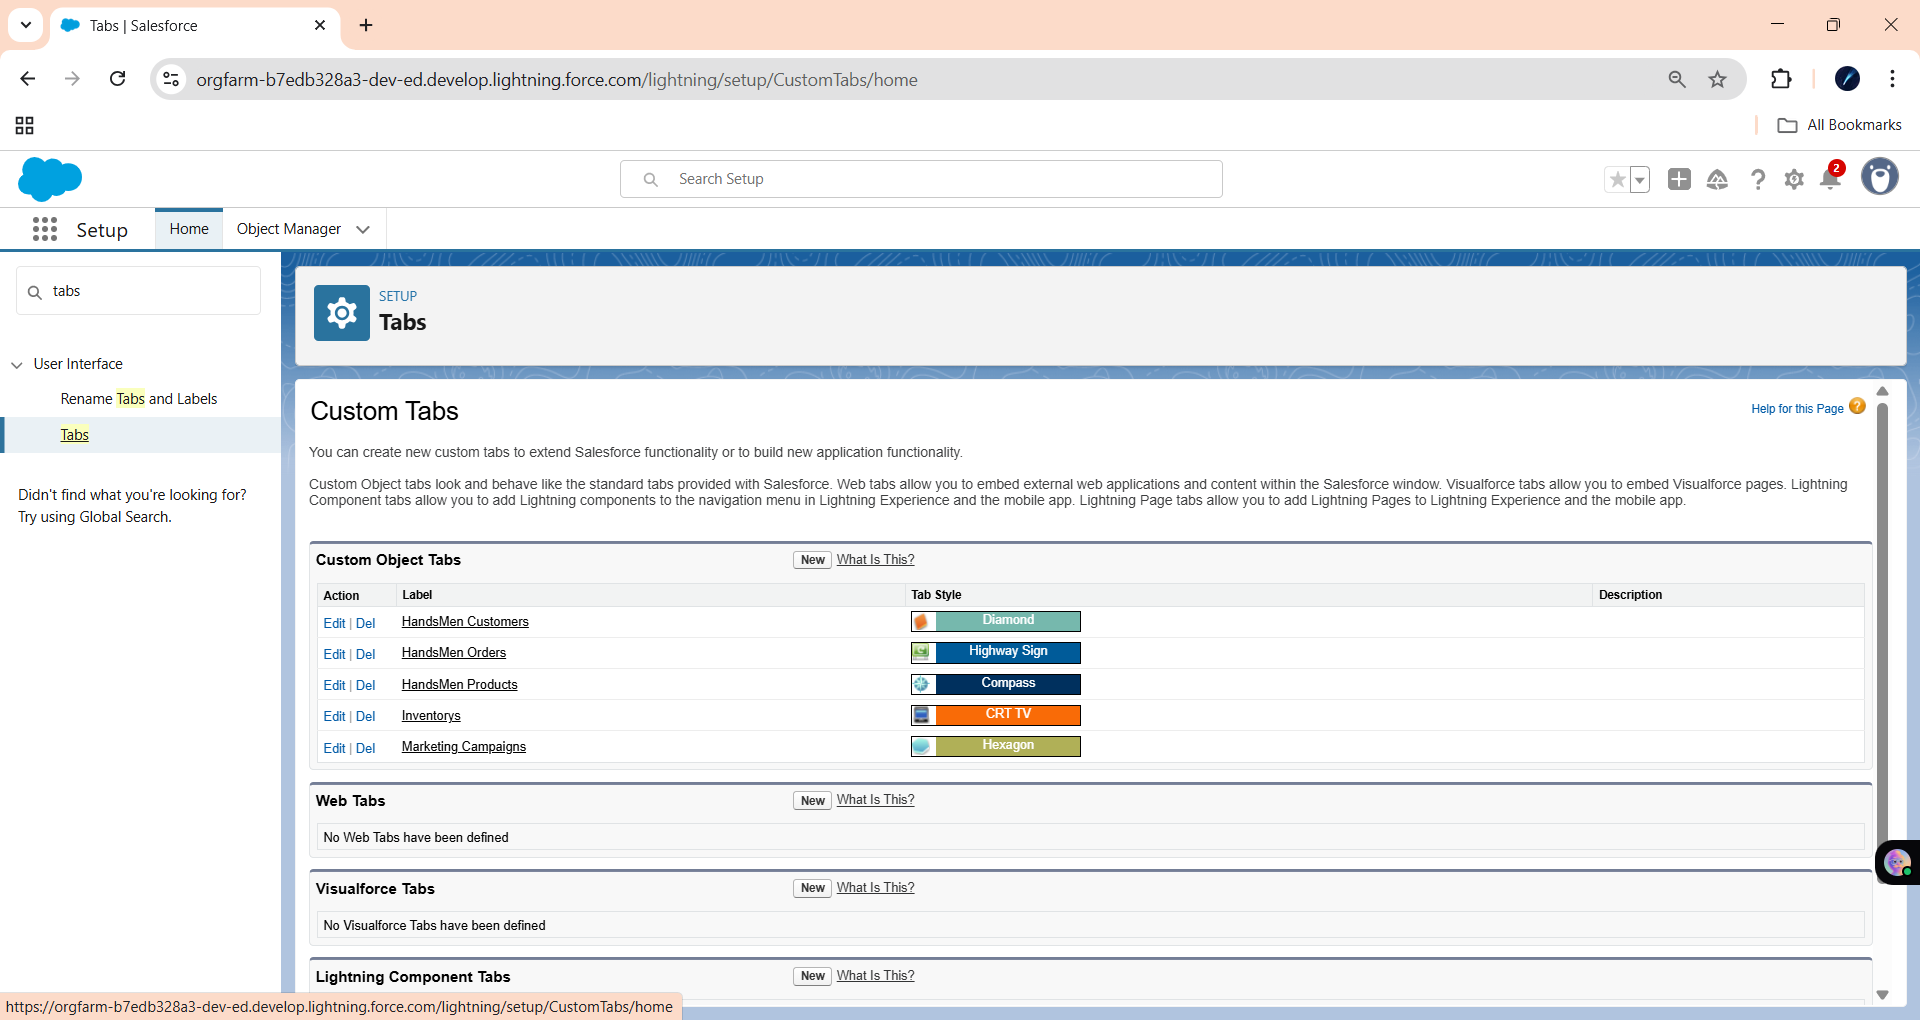 Tabs | Salesforce
orgfarm-b7edb328a3-dev-ed.develop.lightning.force.com/lightning/setup/CustomTabs/home
All Bookmarks
Search Setup
2
Setup
Home
Object Manager
tabs
User Interface
Rename Tabs and Labels
Tabs
Didn't find what you're looking for?
Try using Global Search.
SETUP
Tabs
Custom Tabs
Help for this Page ?
You can create new custom tabs to extend Salesforce functionality or to build new application functionality.
Custom Object tabs look and behave like the standard tabs provided with Salesforce. Web tabs allow you to embed external web applications and content within the Salesforce window. Visualforce tabs allow you to embed Visualforce pages. Lightning
Component tabs allow you to add Lightning components to the navigation menu in Lightning Experience and the mobile app. Lightning Page tabs allow you to add Lightning Pages to Lightning Experience and the mobile app.
Custom Object Tabs New What Is This?
Action Label Tab Style Description
Edit | Del HandsMen Customers Diamond
Edit | Del HandsMen Orders Highway Sign
Edit | Del HandsMen Products Compass
Edit | Del Inventorys CRT TV
Edit | Del Marketing Campaigns Hexagon
Web Tabs New What Is This?
No Web Tabs have been defined
Visualforce Tabs New What Is This?
No Visualforce Tabs have been defined
Lightning Component Tabs New What Is This?
https://orgfarm-b7edb328a3-dev-ed.develop.lightning.force.com/lightning/setup/CustomTabs/home